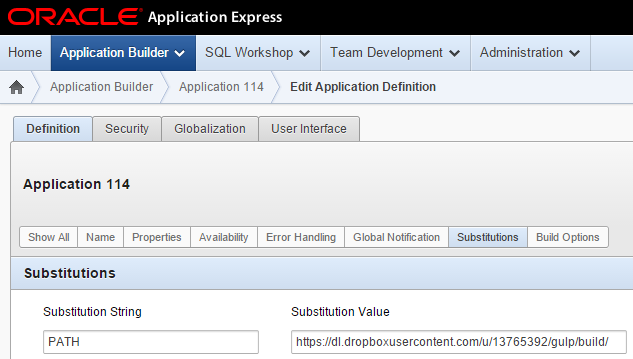 ORACLE Application Express
Home Application Builder SQL Workshop Team Development Administration
Application Builder Application 114 Edit Application Definition
Definition Security Globalization User Interface
Application 114
Show All Name Properties Availability Error Handling Global Notification Substitutions Build Options
Substitutions
Substitution String Substitution Value
PATH https://dl.dropboxusercontent.com/u/13765392/gulp/build/